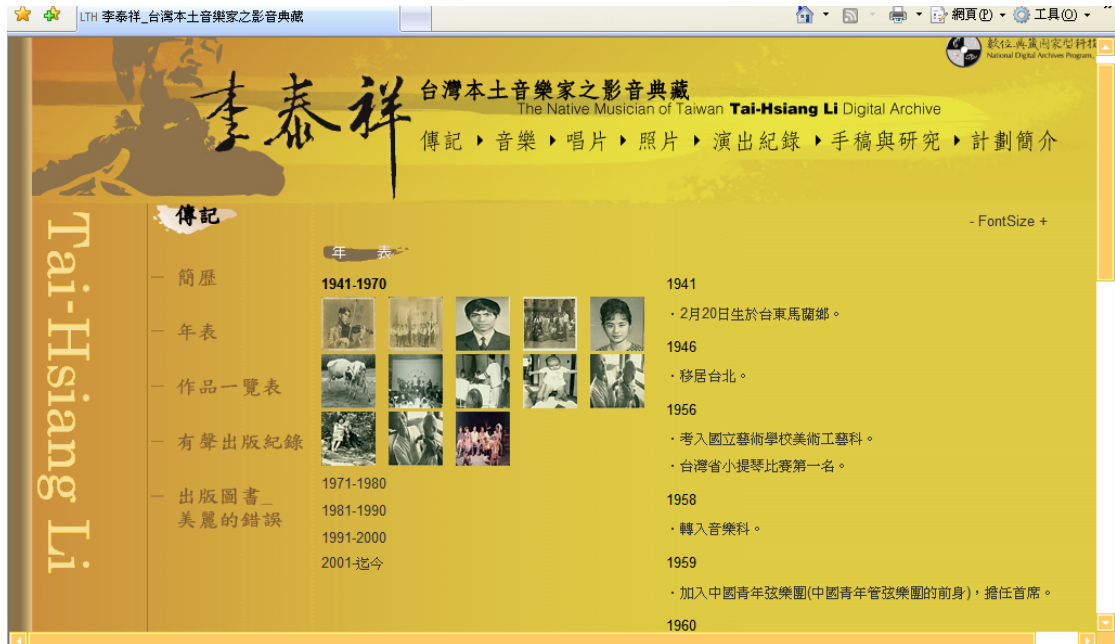 LTH 李泰祥_台灣本土音樂家之影音典藏
網頁(P)
工具(O)
數位典藏國家型科技
National Digital Archives Program,
李泰祥
台灣本土音樂家之影音典藏
The Native Musician of Taiwan Tai-Hsiang Li Digital Archive
傳記 ▶ 音樂 ▶ 唱片 ▶ 照片 ▶ 演出紀錄 ▶ 手稿與研究 ▶ 計劃簡介
Tai-Hsiang Li
傳記
- FontSize +
— 簡歷
— 年表
— 作品一覽表
— 有聲出版紀錄
— 出版圖書_
美麗的錯誤
年 表
1941-1970
1971-1980
1981-1990
1991-2000
2001-迄今
1941
・2月20日生於台東馬蘭鄉。
1946
・移居台北。
1956
・考入國立藝術學校美術工藝科。
・台灣省小提琴比賽第一名。
1958
・轉入音樂科。
1959
・加入中國青年弦樂團(中國青年管弦樂團的前身)，擔任首席。
1960